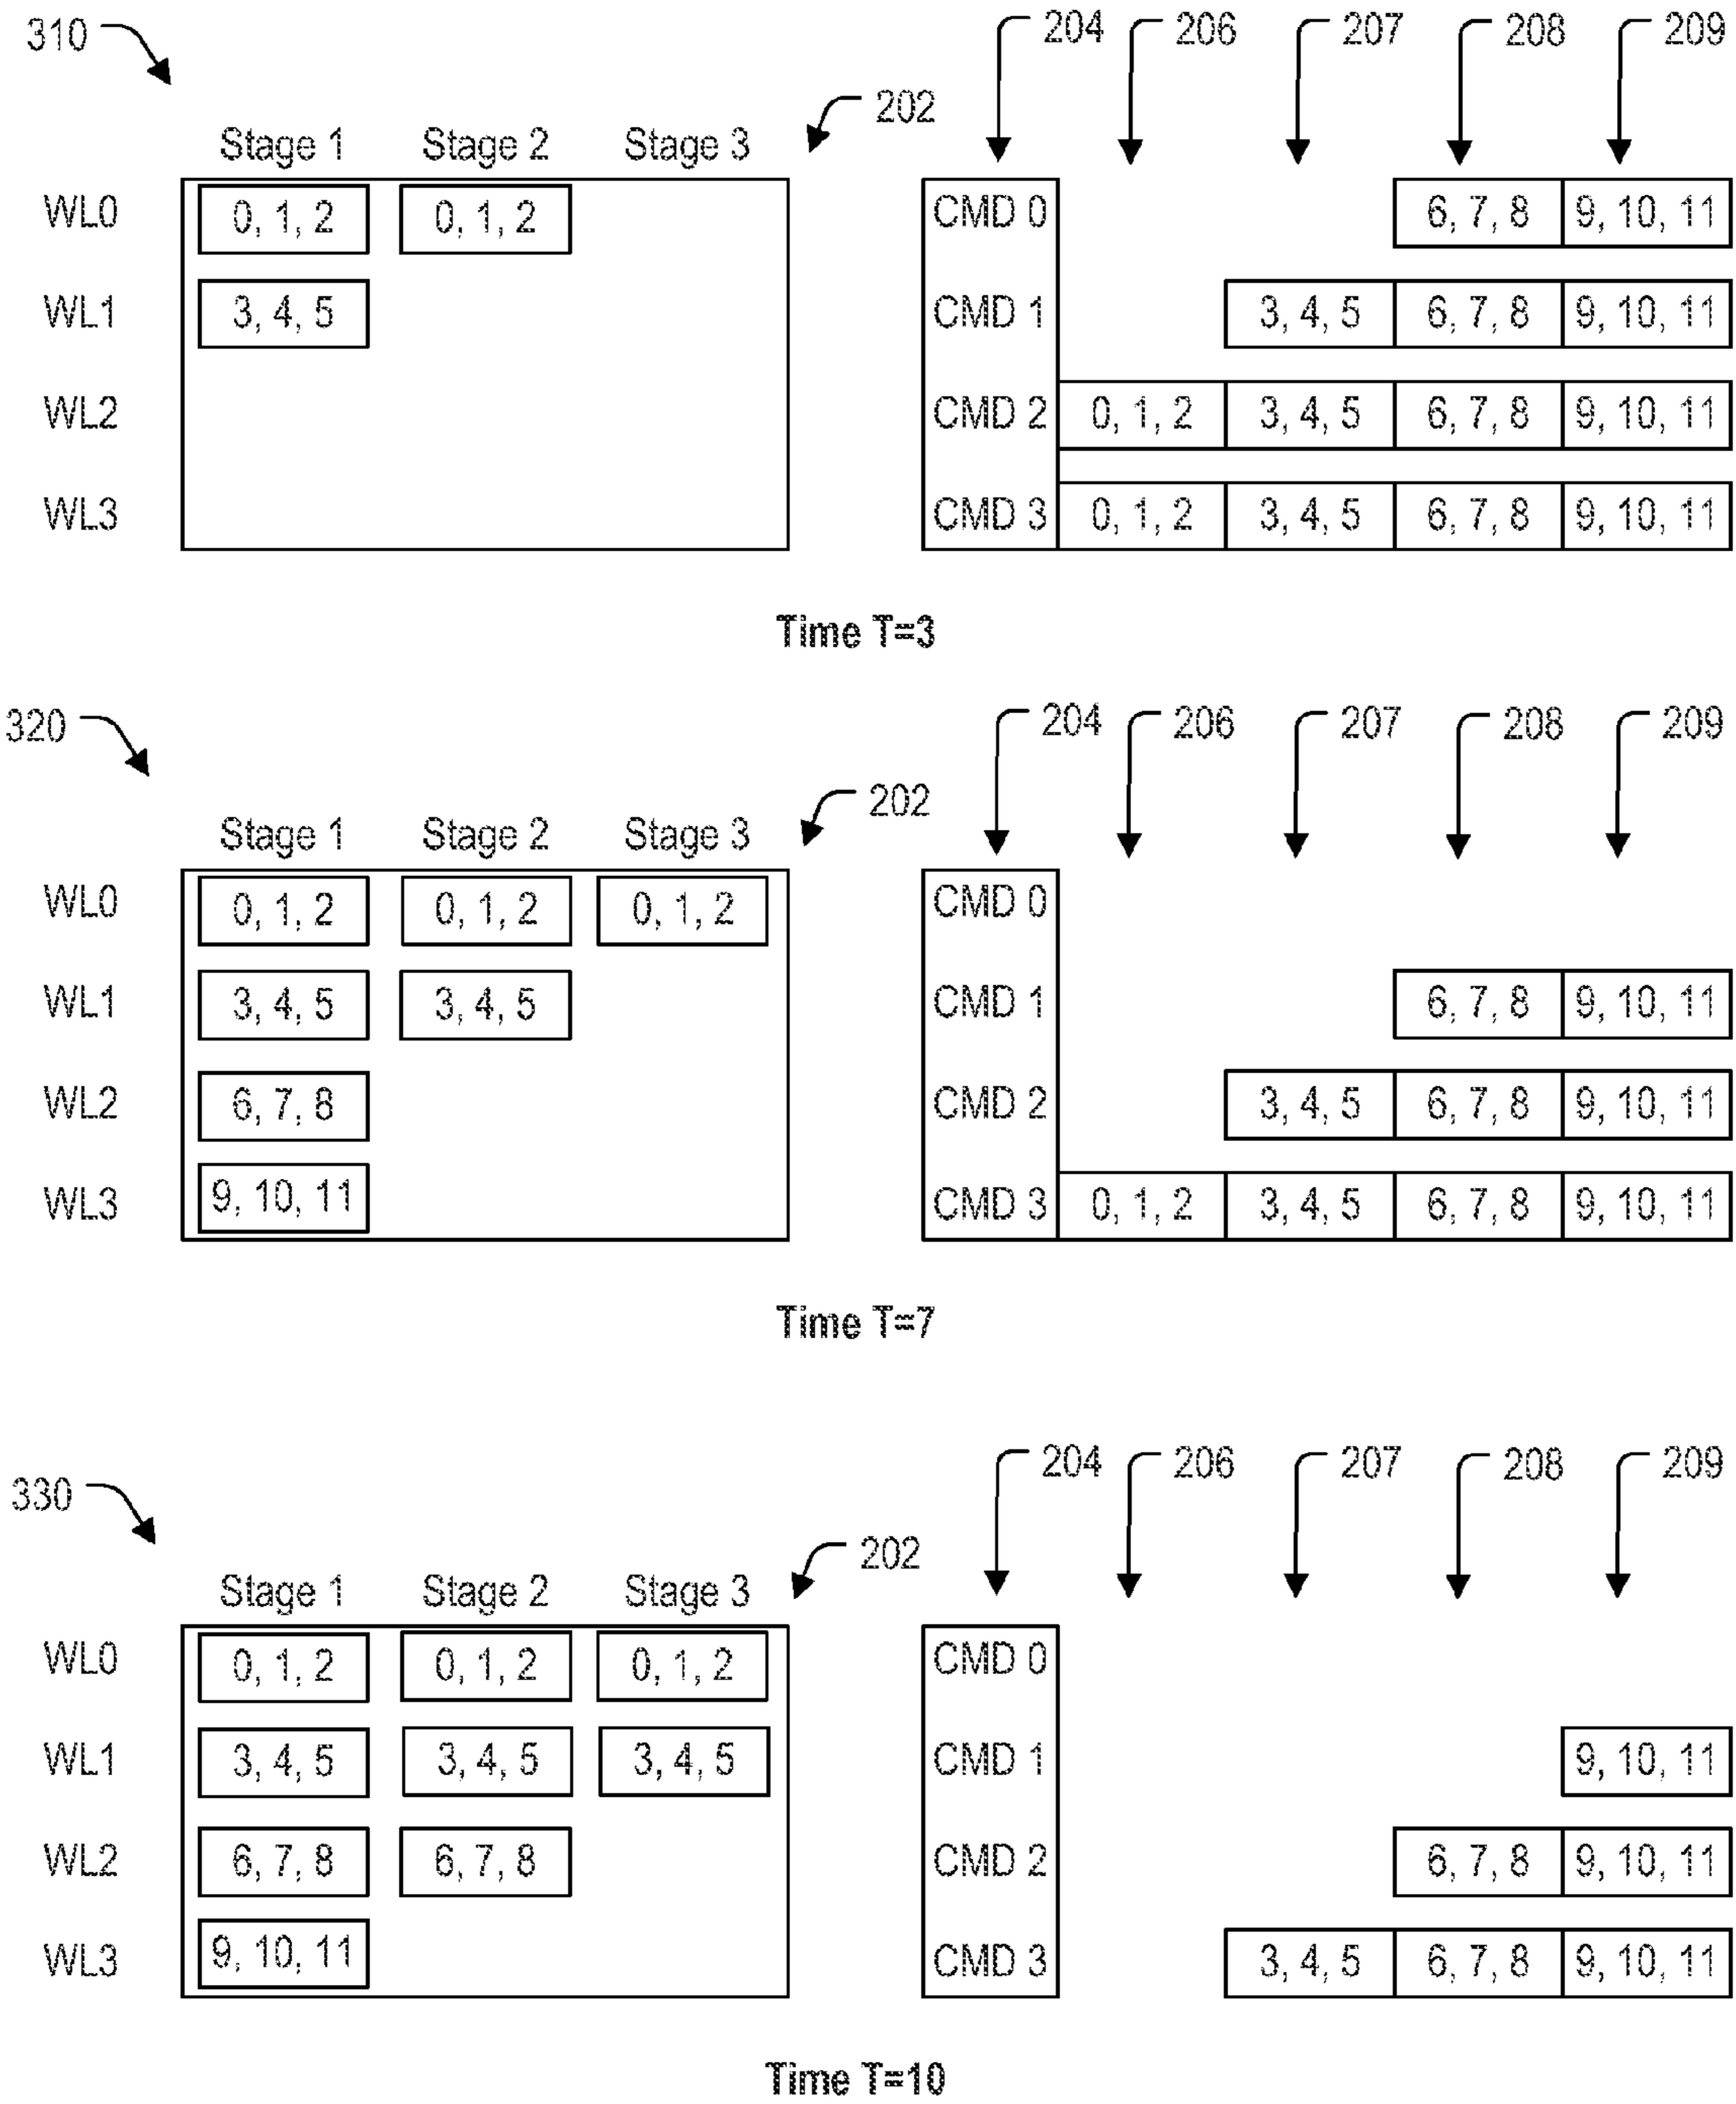 310 204 206 207 208 209
202
Stage 1 Stage 2 Stage 3
WL0 0, 1, 2 0, 1, 2 CMD 0 6, 7, 8 9, 10, 11
WL1 3, 4, 5 CMD 1 3, 4, 5 6, 7, 8 9, 10, 11
WL2 CMD 2 0, 1, 2 3, 4, 5 6, 7, 8 9, 10, 11
WL3 CMD 3 0, 1, 2 3, 4, 5 6, 7, 8 9, 10, 11
Time T=3
320 204 206 207 208 209
202
Stage 1 Stage 2 Stage 3
WL0 0, 1, 2 0, 1, 2 0, 1, 2 CMD 0
WL1 3, 4, 5 3, 4, 5 CMD 1 6, 7, 8 9, 10, 11
WL2 6, 7, 8 CMD 2 3, 4, 5 6, 7, 8 9, 10, 11
WL3 9, 10, 11 CMD 3 0, 1, 2 3, 4, 5 6, 7, 8 9, 10, 11
Time T=7
330 204 206 207 208 209
202
Stage 1 Stage 2 Stage 3
WL0 0, 1, 2 0, 1, 2 0, 1, 2 CMD 0
WL1 3, 4, 5 3, 4, 5 3, 4, 5 CMD 1 9, 10, 11
WL2 6, 7, 8 6, 7, 8 CMD 2 6, 7, 8 9, 10, 11
WL3 9, 10, 11 CMD 3 3, 4, 5 6, 7, 8 9, 10, 11
Time T=10